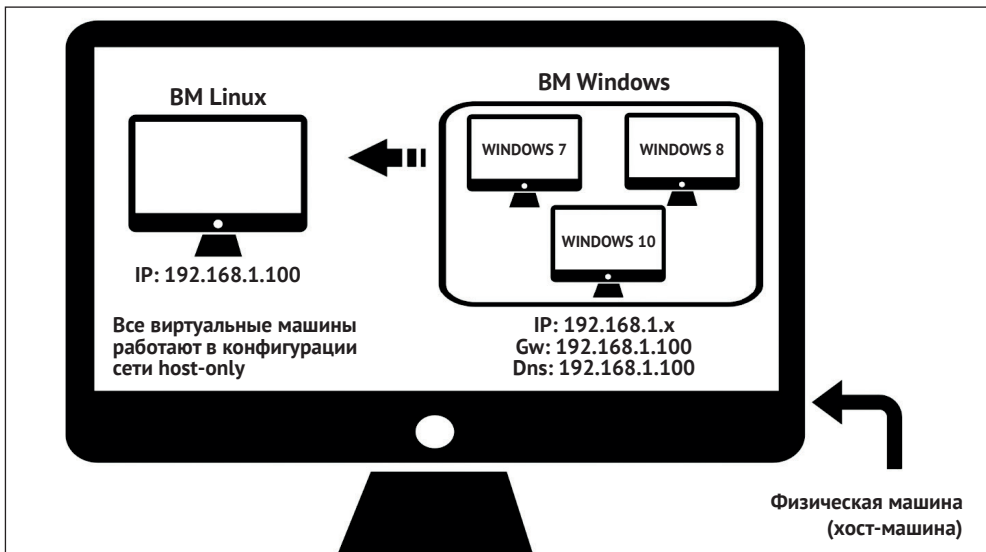 ВМ Linux
IP: 192.168.1.100
Все виртуальные машины
работают в конфигурации
сети host-only
ВМ Windows
WINDOWS 7
WINDOWS 8
WINDOWS 10
IP: 192.168.1.x
Gw: 192.168.1.100
Dns: 192.168.1.100
Физическая машина
(хост-машина)